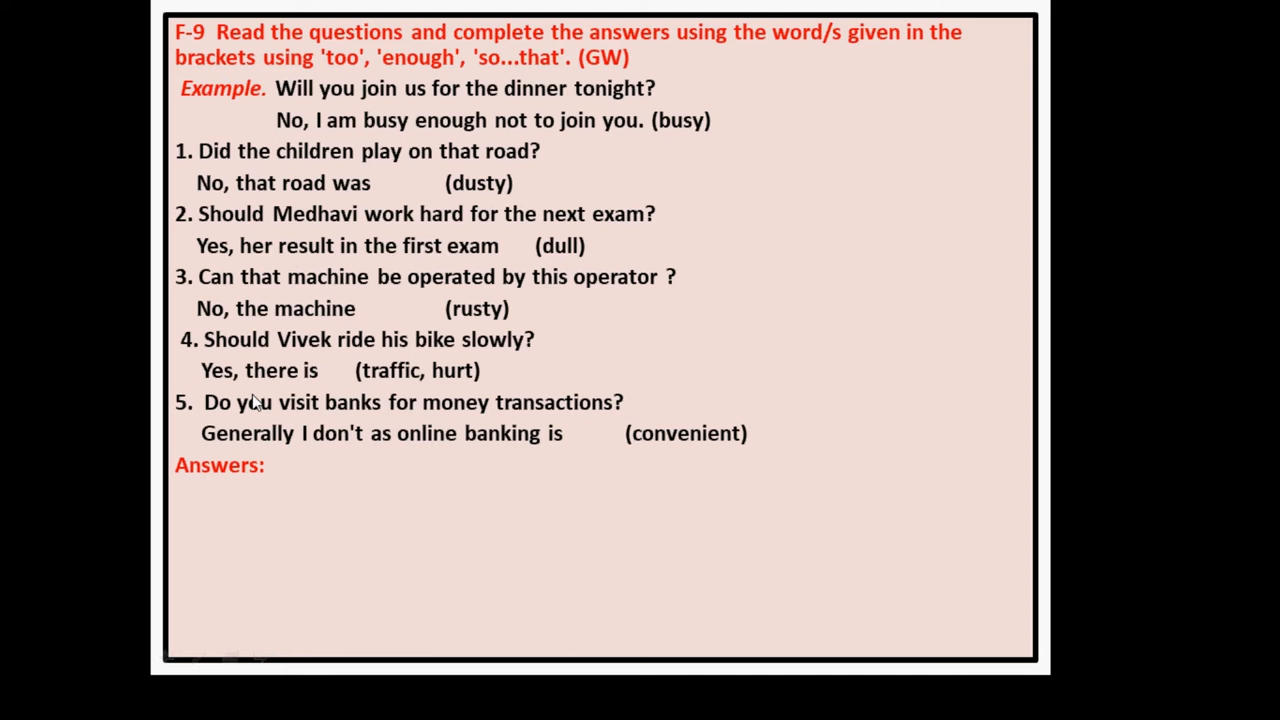 F-9 Read the questions and complete the answers using the word/s given in the
brackets using 'too', 'enough', 'so...that'. (GW)
Example. Will you join us for the dinner tonight?
No, I am busy enough not to join you. (busy)
1. Did the children play on that road?
No, that road was (dusty)
2. Should Medhavi work hard for the next exam?
Yes, her result in the first exam (dull)
3. Can that machine be operated by this operator ?
No, the machine (rusty)
4. Should Vivek ride his bike slowly?
Yes, there is (traffic, hurt)
5. Do you visit banks for money transactions?
Generally I don't as online banking is (convenient)
Answers: